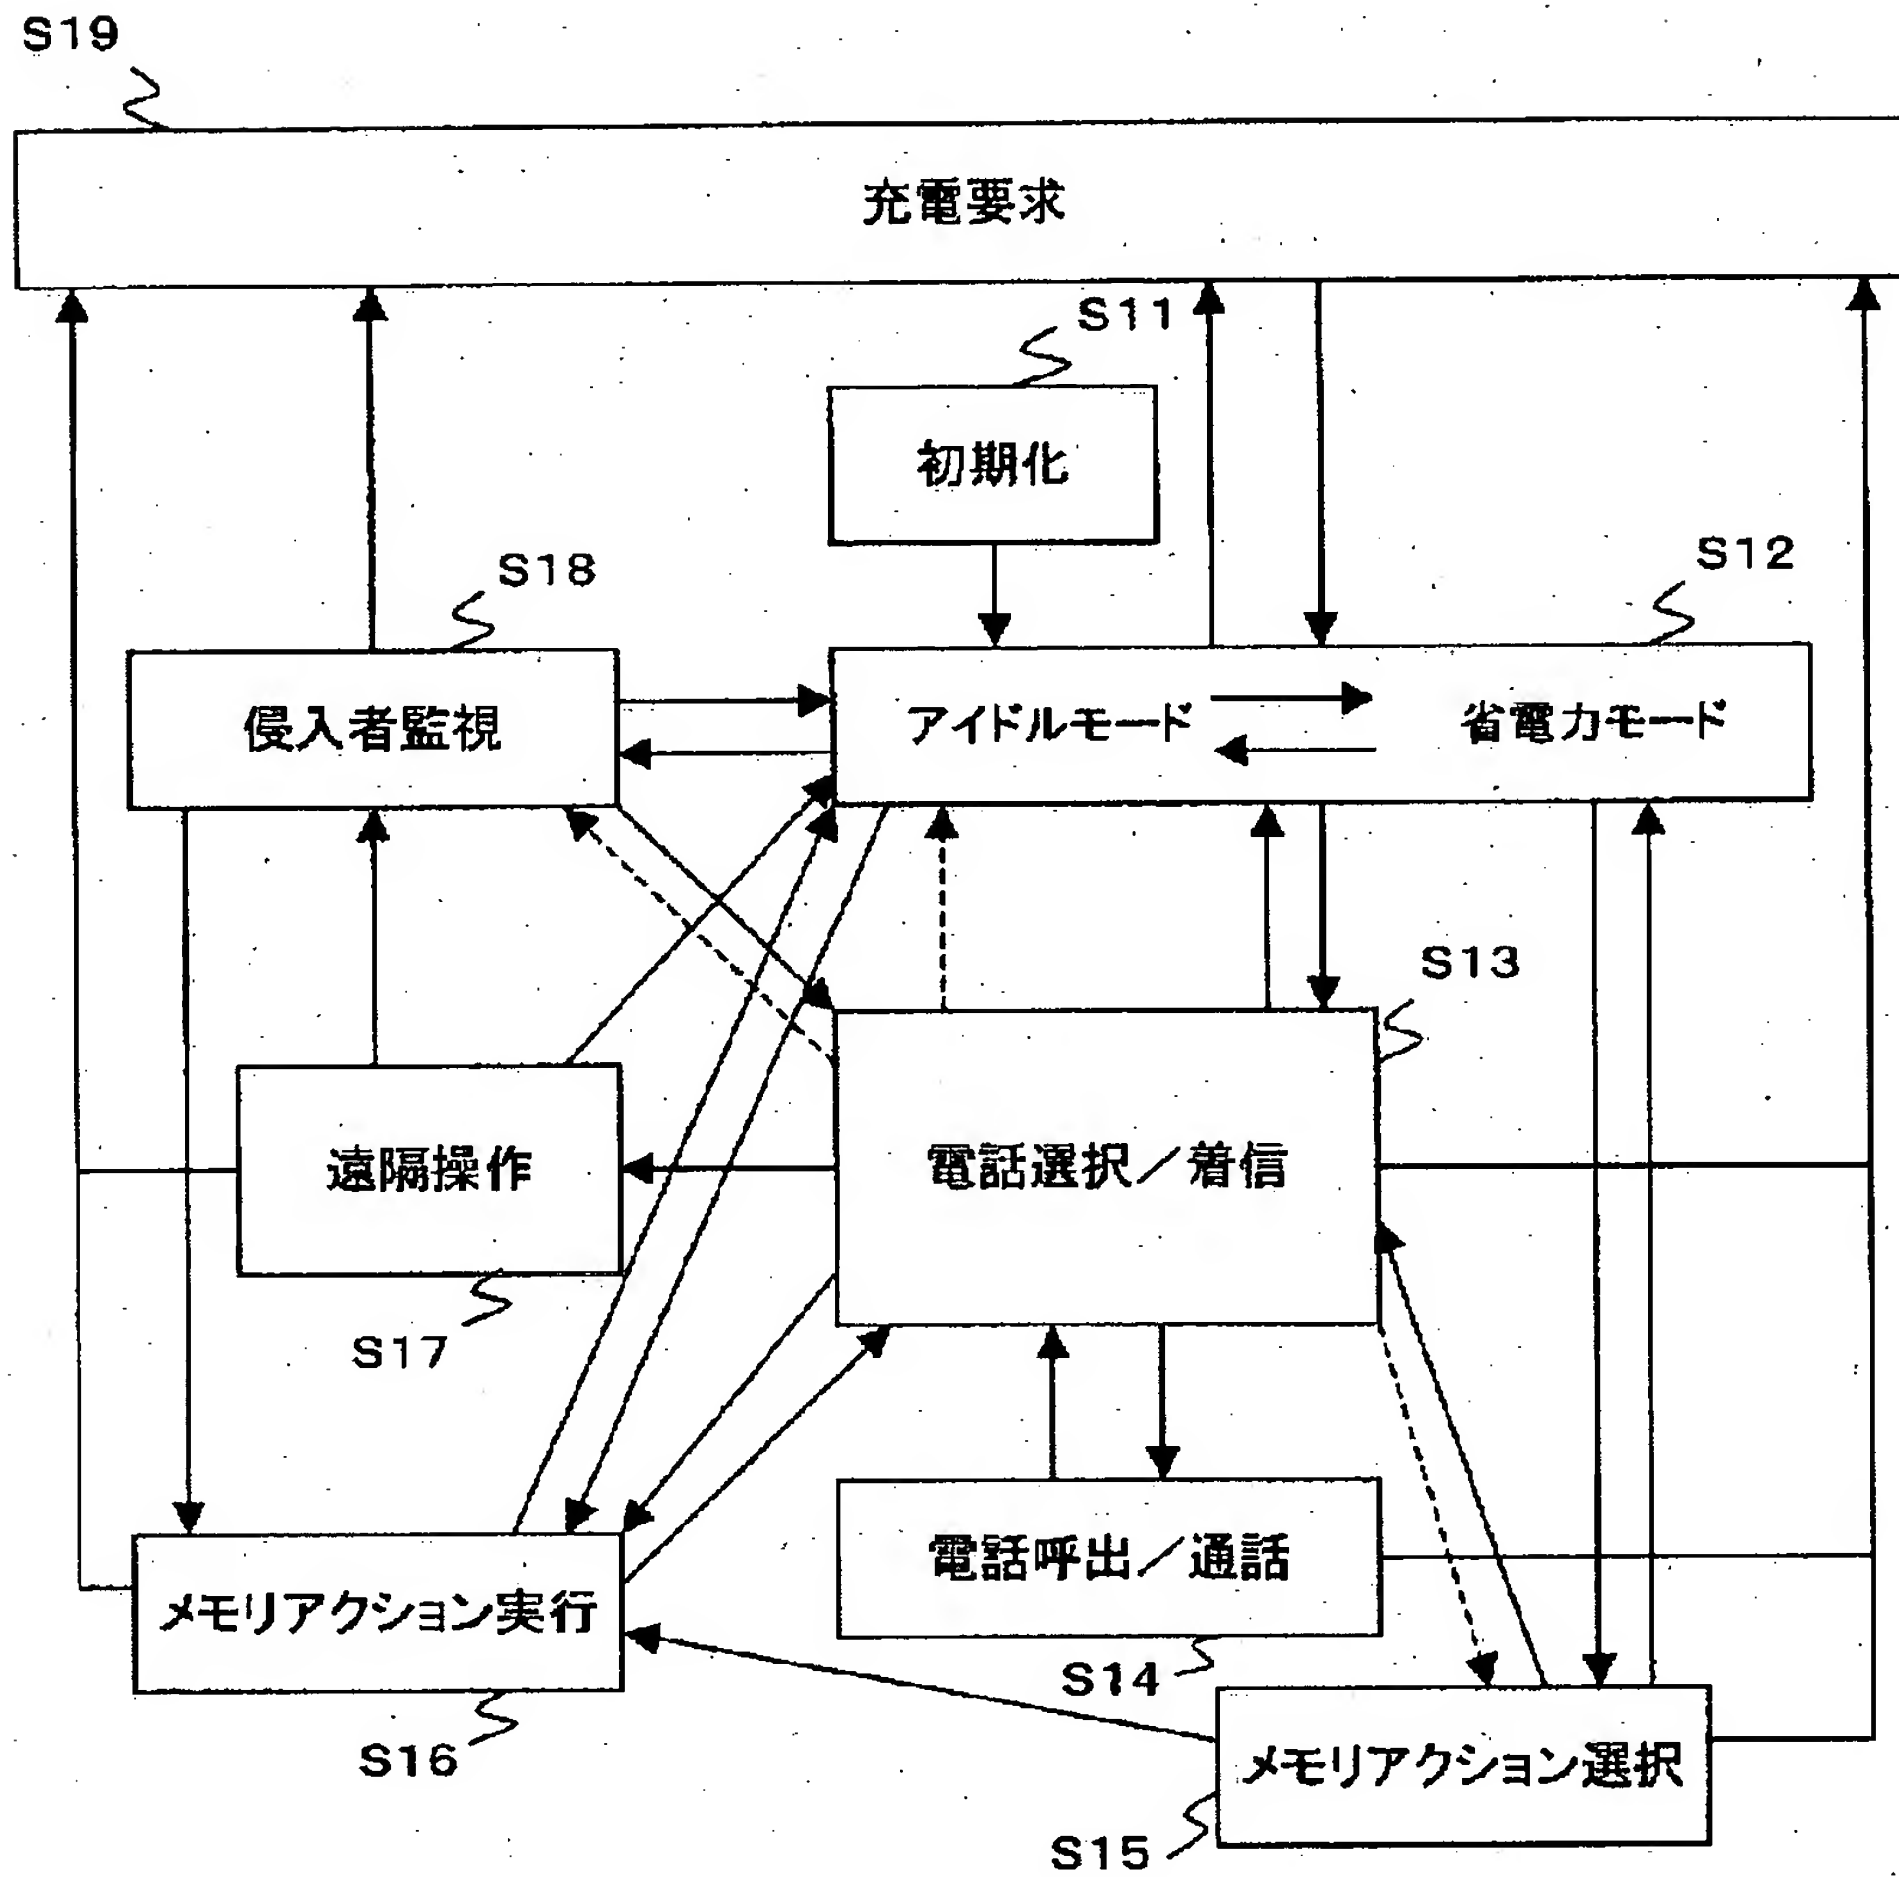 S19
充電要求
S11
初期化
S18
S12
侵入者監視
アイドルモード
省電力モード
S13
遠隔操作
電話選択／着信
S17
電話呼出／通話
メモリアクション実行
S14
S16
メモリアクション選択
S15